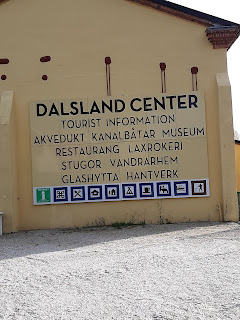 DALSLAND CENTER
TOURIST INFORMATION
AKVEDUKT KANALBÅTAR MUSEUM
RESTAURANG LAXRÖKERI
STUGOR VANDRARHEM
GLASHYTTA HANTVERK